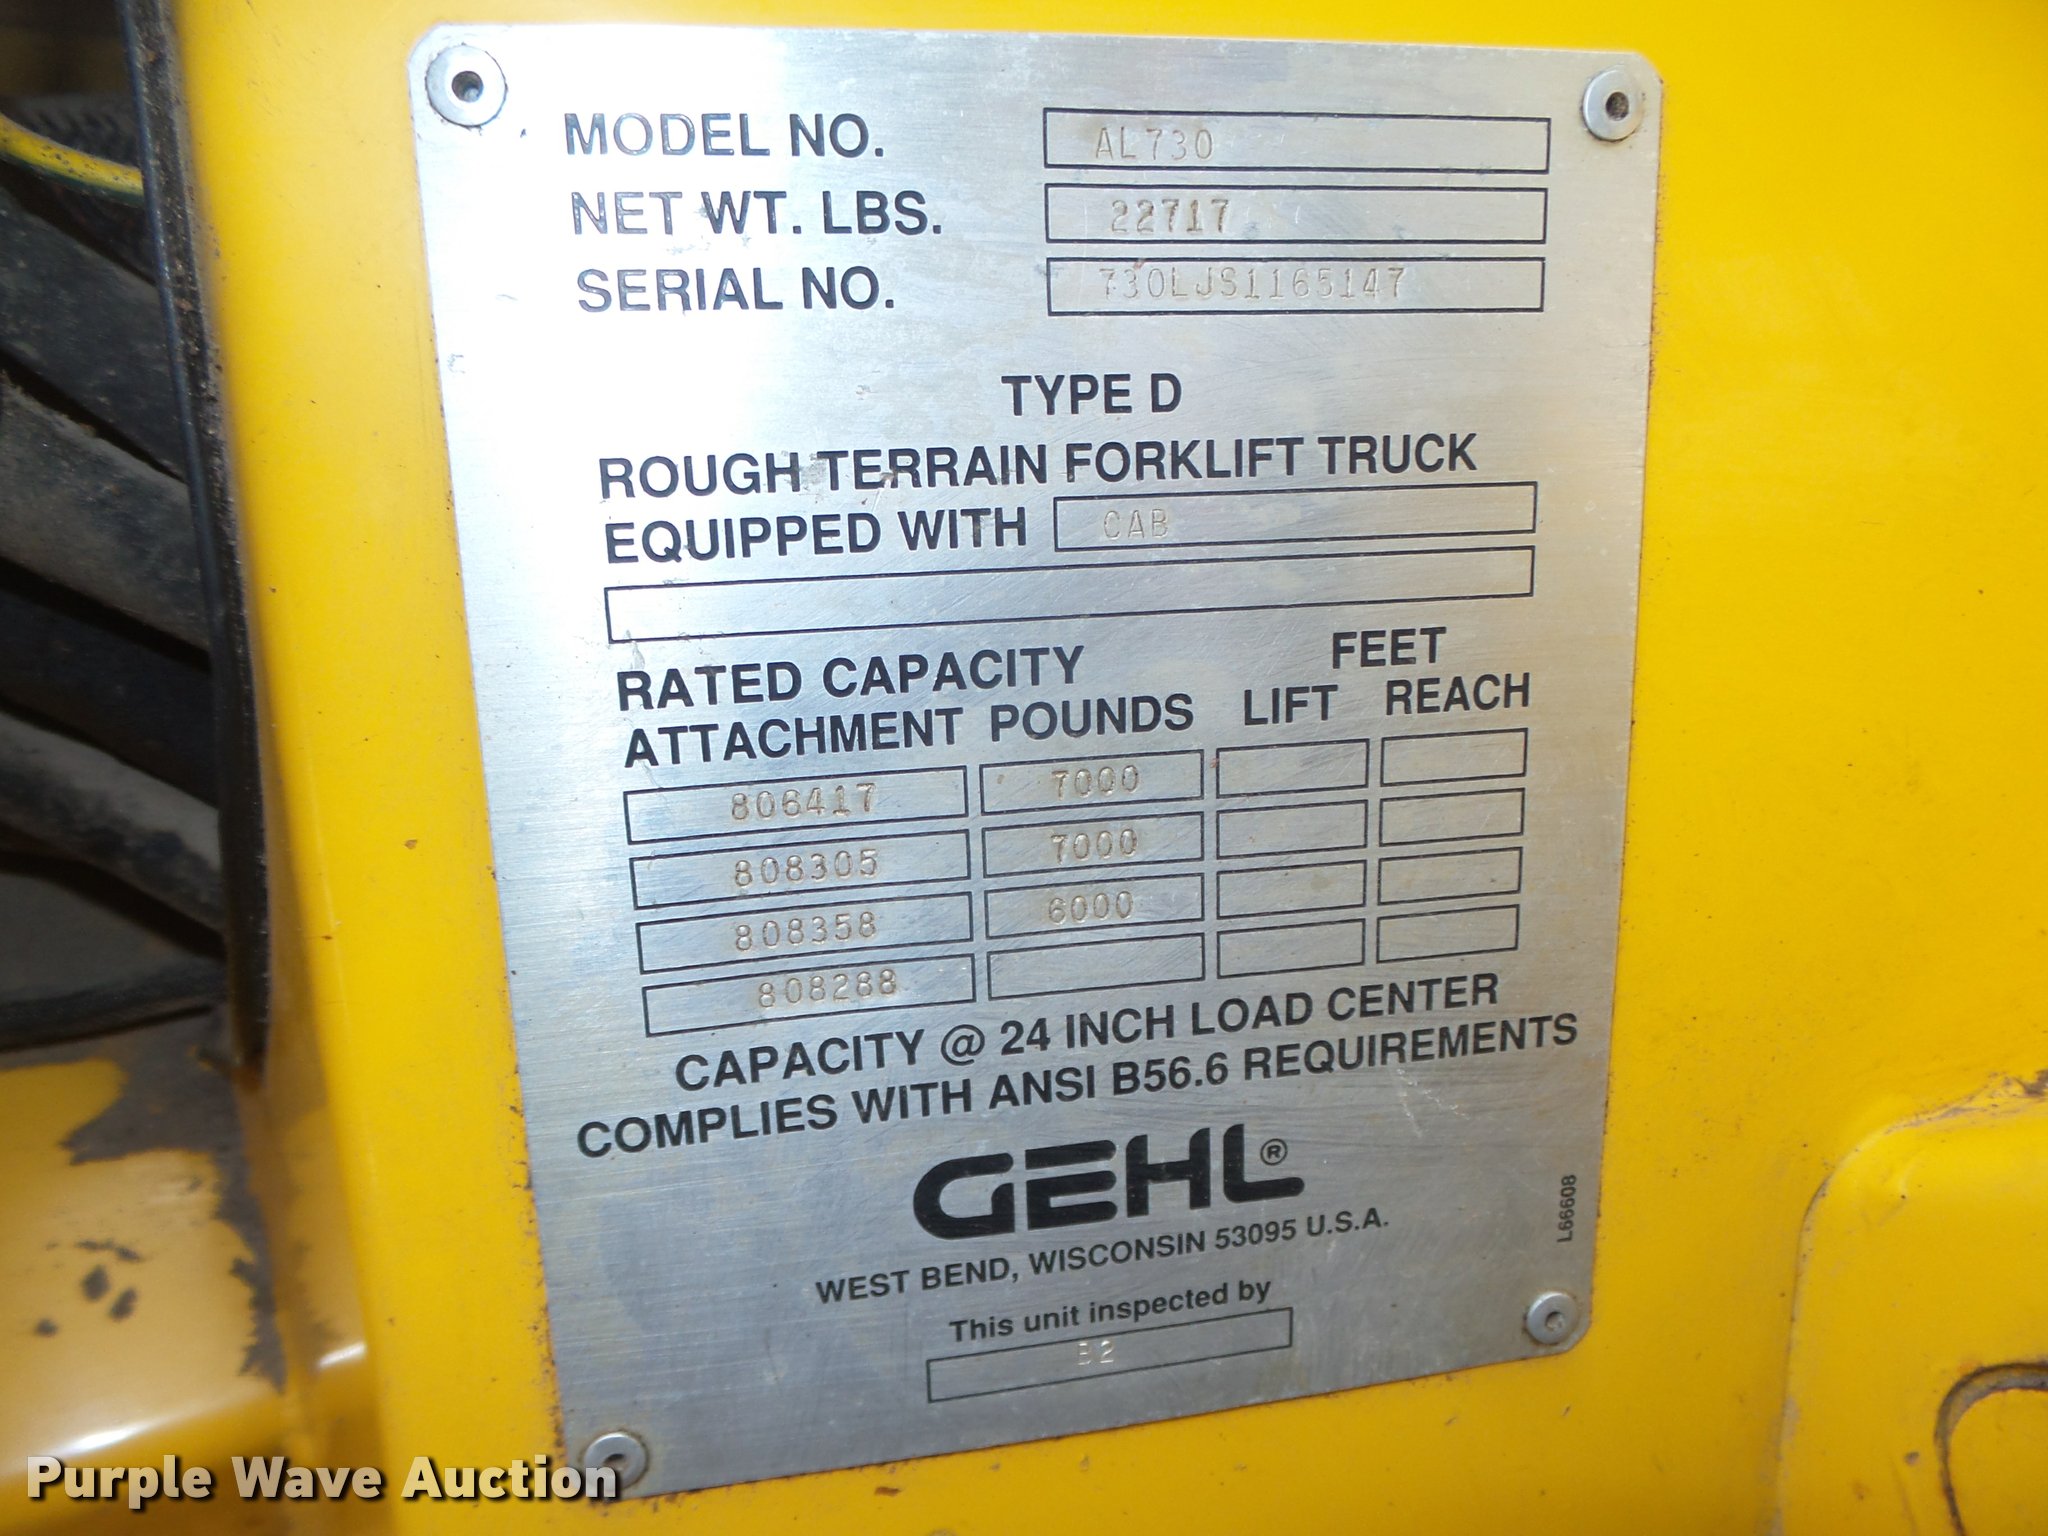 MODEL NO. AL730
NET WT. LBS. 22717
SERIAL NO. 730LJS1165147
TYPE D
ROUGH TERRAIN FORKLIFT TRUCK
EQUIPPED WITH CAB
RATED CAPACITY FEET
ATTACHMENT POUNDS LIFT REACH
806417 7000
808305 7000
808358 6000
808288
CAPACITY @ 24 INCH LOAD CENTER
COMPLIES WITH ANSI B56.6 REQUIREMENTS
GEHL®
WEST BEND, WISCONSIN 53095 U.S.A.
This unit inspected by
L66608
Purple Wave Auction